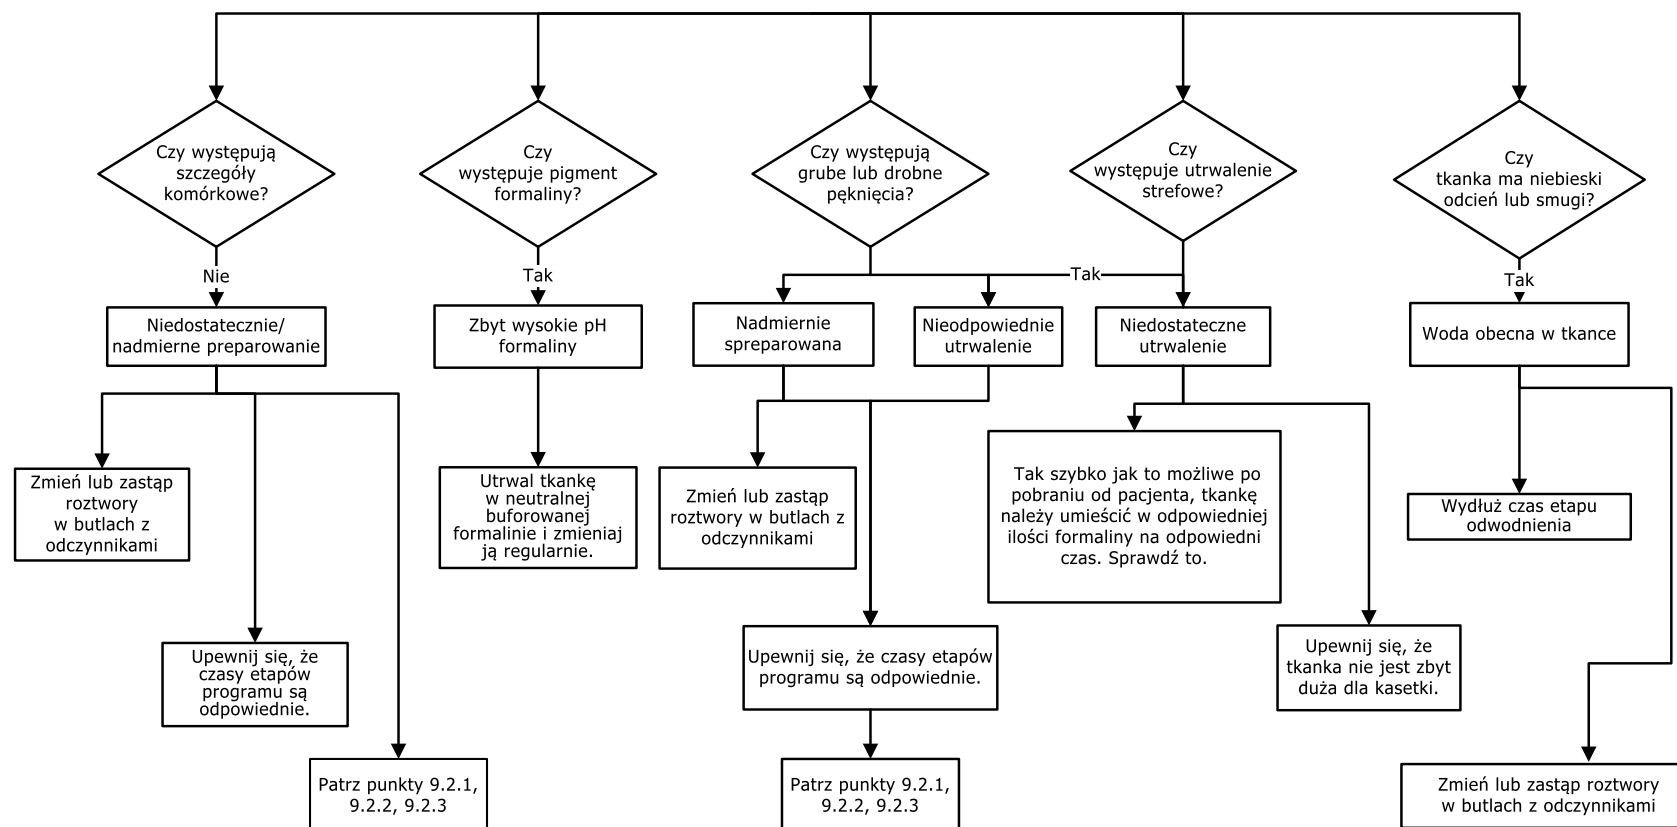 Czy występują
szczegóły
komórkowe?
Czy
występuje pigment
formaliny?
Czy występują
grube lub drobne
pęknięcia?
Czy
występuje utrwalenie
strefowe?
Czy
tkanka ma niebieski
odcień lub smugi?
Nie
Tak
Tak
Tak
Niedostatecznie/
nadmierne preparowanie
Zbyt wysokie pH
formaliny
Nadmiernie
spreparowana
Nieodpowiednie
utrwalenie
Niedostateczne
utrwalenie
Woda obecna w tkance
Zmień lub zastąp
roztwory
w butlach z
odczynnikami
Utrwal tkankę
w neutralnej
buforowanej
formalinie i zmieniaj
ją regularnie.
Zmień lub zastąp
roztwory w butlach z
odczynnikami
Tak szybko jak to możliwe po
pobraniu od pacjenta, tkankę
należy umieścić w odpowiedniej
ilości formaliny na odpowiedni
czas. Sprawdź to.
Wydłuż czas etapu
odwodnienia
Upewnij się, że
czasy etapów
programu są
odpowiednie.
Upewnij się, że czasy etapów
programu są odpowiednie.
Upewnij się, że
tkanka nie jest zbyt
duża dla kasetki.
Patrz punkty 9.2.1,
9.2.2, 9.2.3
Patrz punkty 9.2.1,
9.2.2, 9.2.3
Zmień lub zastąp roztwory
w butlach z odczynnikami